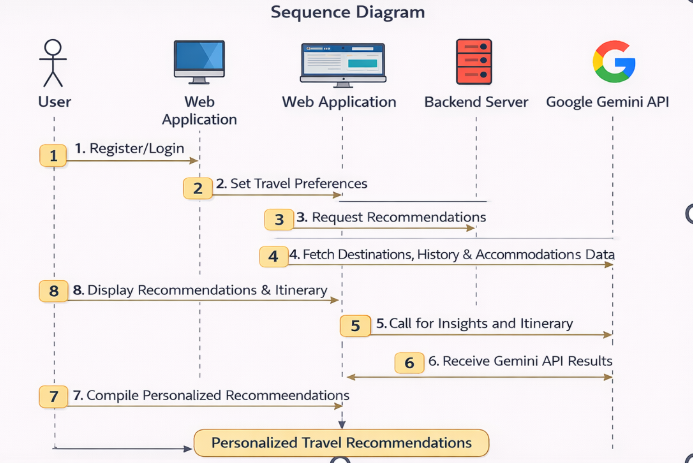 Sequence Diagram
User
Web
Application
Web Application
Backend Server
Google Gemini API
1 1. Register/Login
2 2. Set Travel Preferences
3 3. Request Recommendations
4 4. Fetch Destinations, History & Accommodations Data
8 8. Display Recommendations & Itinerary
5 5. Call for Insights and Itinerary
6 6. Receive Gemini API Results
7 7. Compile Personalized Recommeendations
Personalized Travel Recommendations